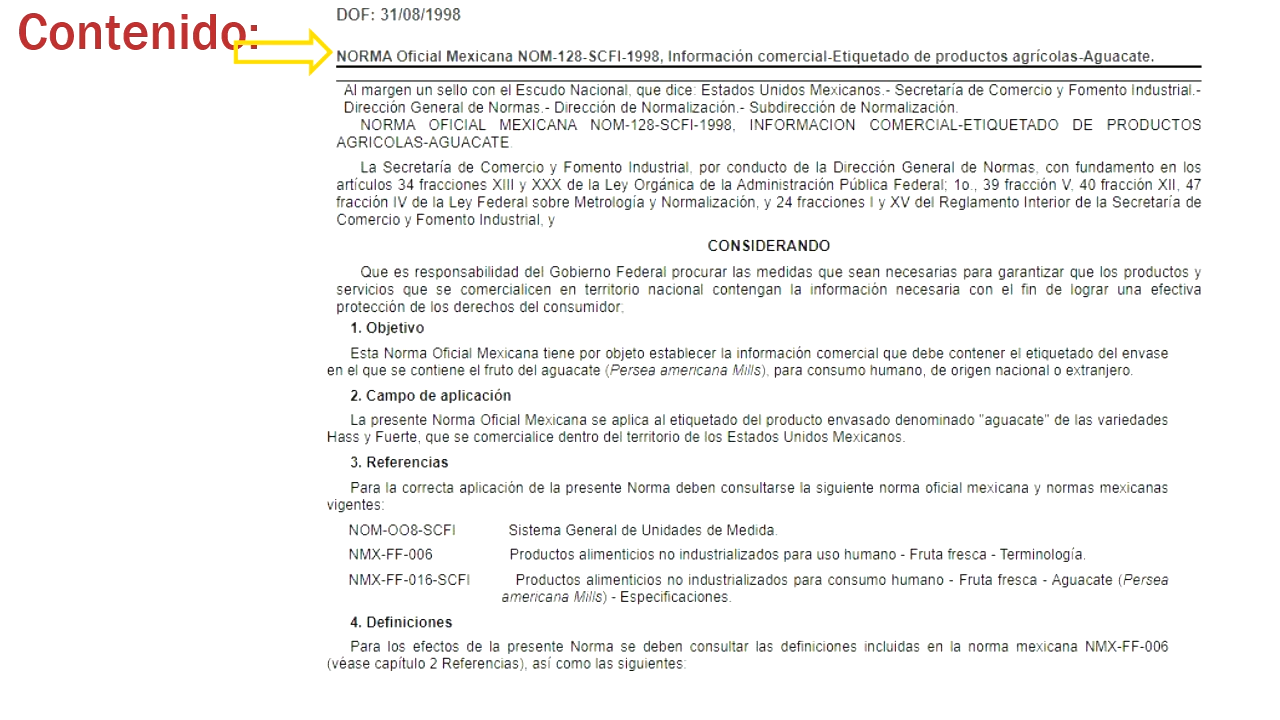 Contenido:
DOF: 31/08/1998
NORMA Oficial Mexicana NOM-128-SCFI-1998, Información comercial-Etiquetado de productos agrícolas-Aguacate.
Al margen un sello con el Escudo Nacional, que dice: Estados Unidos Mexicanos.- Secretaría de Comercio y Fomento Industrial.-
Dirección General de Normas.- Dirección de Normalización.- Subdirección de Normalización.
NORMA OFICIAL MEXICANA NOM-128-SCFI-1998, INFORMACION COMERCIAL-ETIQUETADO DE PRODUCTOS
AGRICOLAS-AGUACATE.
La Secretaría de Comercio y Fomento Industrial, por conducto de la Dirección General de Normas, con fundamento en los
artículos 34 fracciones XIII y XXX de la Ley Orgánica de la Administración Pública Federal; 1o., 39 fracción V, 40 fracción XII, 47
fracción IV de la Ley Federal sobre Metrología y Normalización, y 24 fracciones I y XV del Reglamento Interior de la Secretaría de
Comercio y Fomento Industrial, y
CONSIDERANDO
Que es responsabilidad del Gobierno Federal procurar las medidas que sean necesarias para garantizar que los productos y
servicios que se comercialicen en territorio nacional contengan la información necesaria con el fin de lograr una efectiva
protección de los derechos del consumidor;
1. Objetivo
Esta Norma Oficial Mexicana tiene por objeto establecer la información comercial que debe contener el etiquetado del envase
en el que se contiene el fruto del aguacate (Persea americana Mills), para consumo humano, de origen nacional o extranjero.
2. Campo de aplicación
La presente Norma Oficial Mexicana se aplica al etiquetado del producto envasado denominado "aguacate" de las variedades
Hass y Fuerte, que se comercialice dentro del territorio de los Estados Unidos Mexicanos.
3. Referencias
Para la correcta aplicación de la presente Norma deben consultarse la siguiente norma oficial mexicana y normas mexicanas
vigentes:
NOM-OO8-SCFI Sistema General de Unidades de Medida.
NMX-FF-006 Productos alimenticios no industrializados para uso humano - Fruta fresca - Terminología.
NMX-FF-016-SCFI Productos alimenticios no industrializados para consumo humano - Fruta fresca - Aguacate (Persea
americana Mills) - Especificaciones.
4. Definiciones
Para los efectos de la presente Norma se deben consultar las definiciones incluidas en la norma mexicana NMX-FF-006
(véase capítulo 2 Referencias), así como las siguientes: